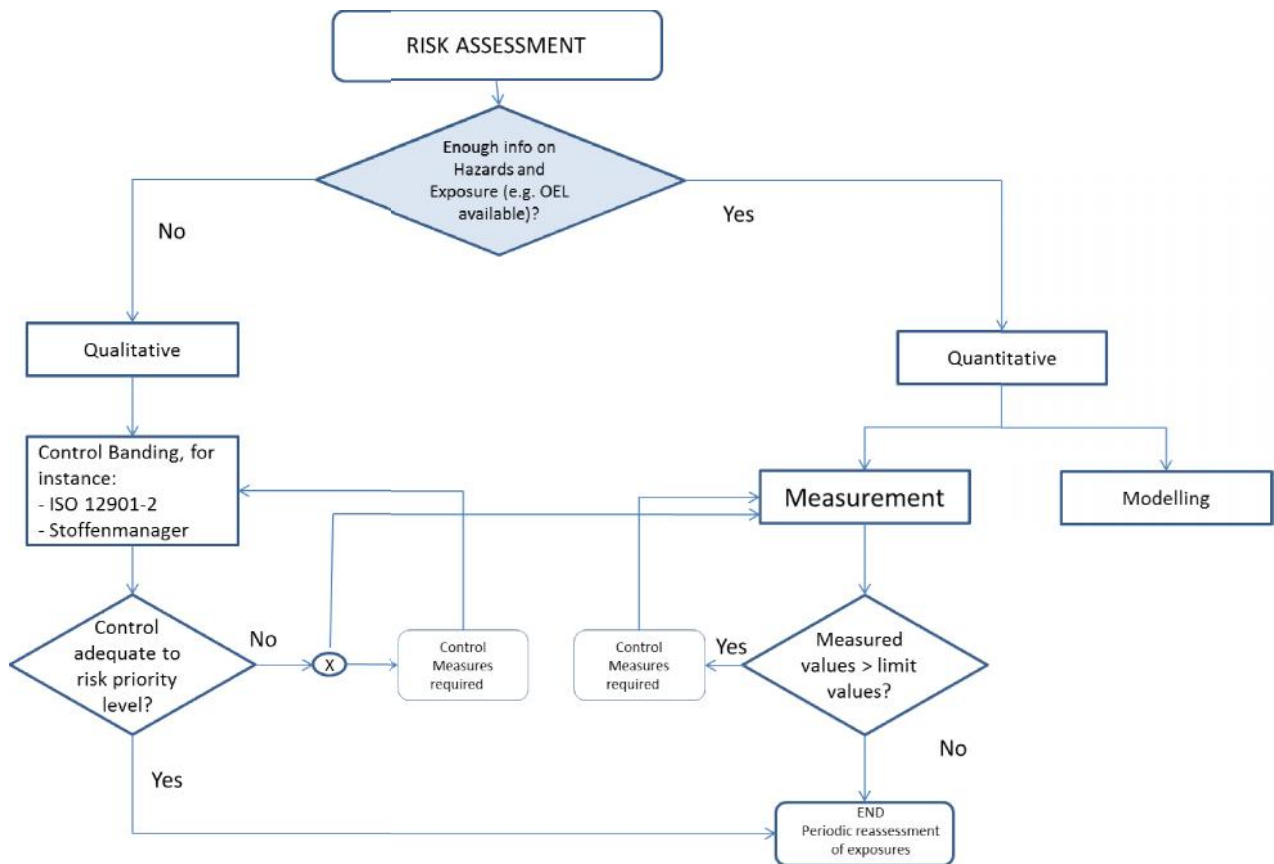 RISK ASSESSMENT
Enough info on
Hazards and
Exposure (e.g. OEL
available)?
No
Yes
Qualitative
Quantitative
Control Banding, for
instance:
- ISO 12901-2
- Stoffenmanager
Measurement
Modelling
Control
adequate to
risk priority
level?
No
X
Control
Measures
required
Control
Measures
required
Yes
Measured
values > limit
values?
Yes
No
END
Periodic reassessment
of exposures